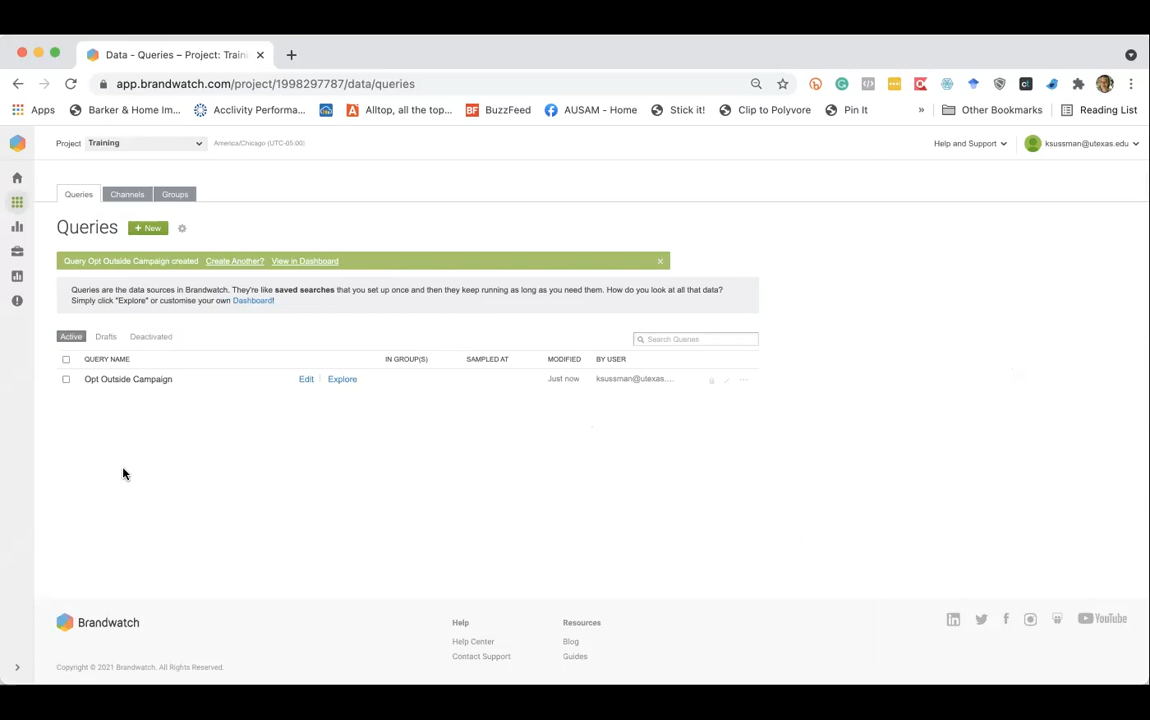 Data - Queries – Project: Traini
app.brandwatch.com/project/1998297787/data/queries
Apps Barker & Home Im... Acclivity Performa... Alltop, all the top... BuzzFeed AUSAM - Home Stick it! Clip to Polyvore Pin It » Other Bookmarks Reading List
Project Training America/Chicago (UTC-05:00) Help and Support ksussman@utexas.edu
Queries Channels Groups
Queries + New
Query Opt Outside Campaign created Create Another? View in Dashboard ×
Queries are the data sources in Brandwatch. They're like saved searches that you set up once and then they keep running as long as you need them. How do you look at all that data?
Simply click "Explore" or customise your own Dashboard!
Active Drafts Deactivated Search Queries
QUERY NAME IN GROUP(S) SAMPLED AT MODIFIED BY USER
Opt Outside Campaign Edit Explore Just now ksussman@utexas....
Brandwatch Help Resources YouTube
Help Center Blog
Contact Support Guides
Copyright © 2021 Brandwatch. All Rights Reserved.